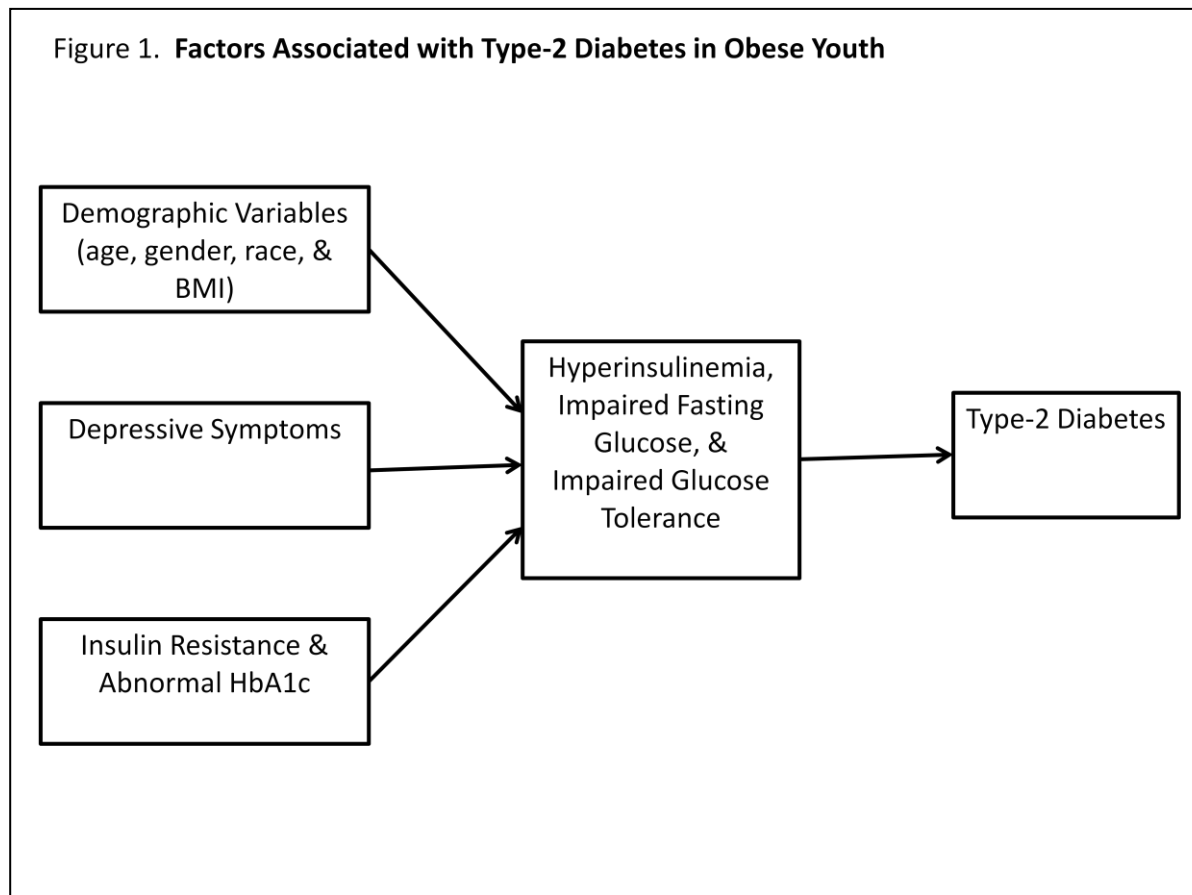 Figure 1.  Factors Associated with Type-2 Diabetes in Obese Youth
Demographic Variables
(age, gender, race, &
BMI)
Depressive Symptoms
Insulin Resistance &
Abnormal HbA1c
Hyperinsulinemia,
Impaired Fasting
Glucose, &
Impaired Glucose
Tolerance
Type-2 Diabetes